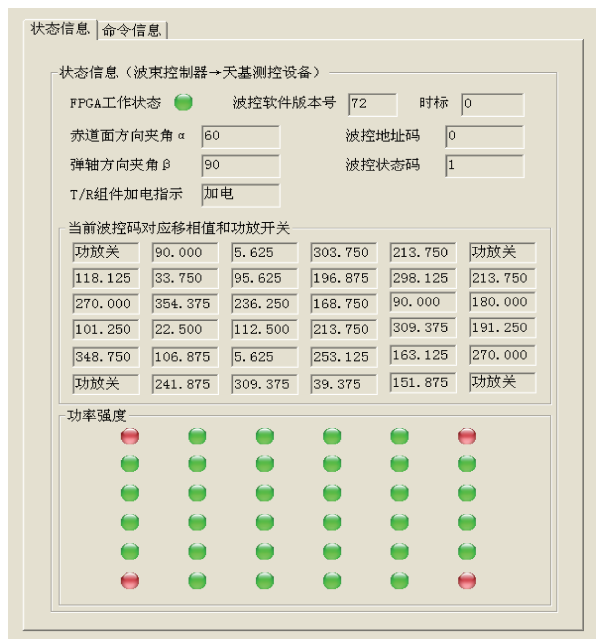 状态信息 命令信息
状态信息（波束控制器→天基测控设备）
FPGA工作状态 波控软件版本号 72 时标 0
赤道面方向夹角α 60 波控地址码 0
弹轴方向夹角β 90 波控状态码 1
T/R组件加电指示 加电
当前波控码对应移相值和功放开关
功放关 90.000 5.625 303.750 213.750 功放关
118.125 33.750 95.625 196.875 298.125 213.750
270.000 354.375 236.250 168.750 90.000 180.000
101.250 22.500 112.500 213.750 309.375 191.250
348.750 106.875 5.625 253.125 163.125 270.000
功放关 241.875 309.375 39.375 151.875 功放关
功率强度